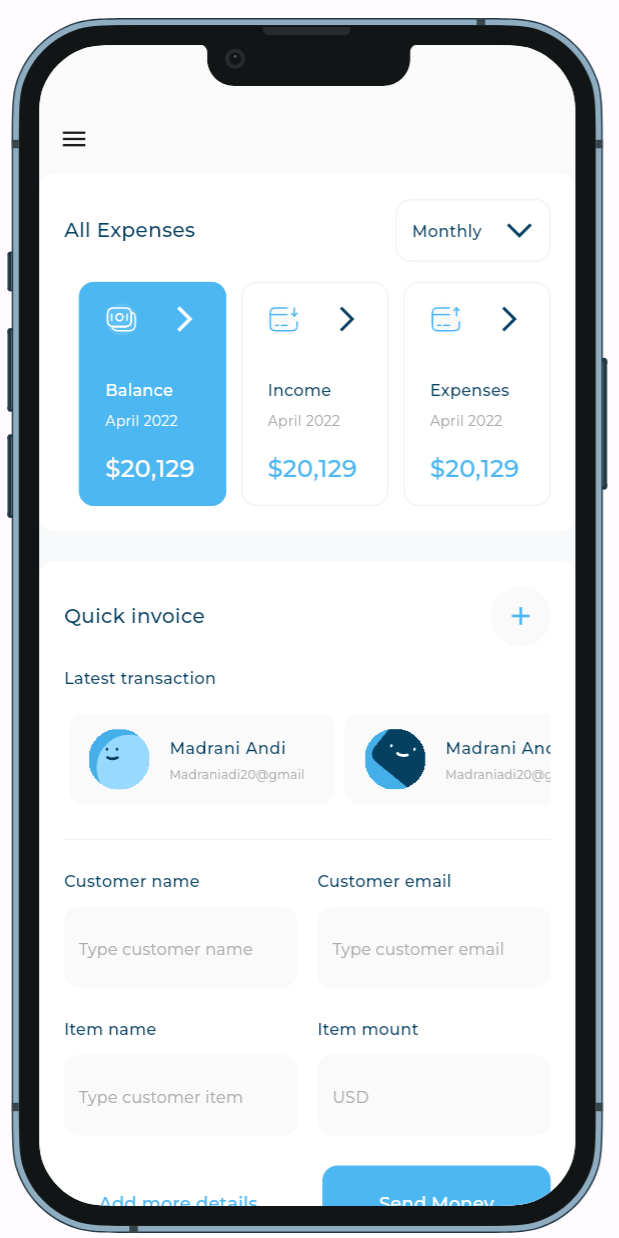 All Expenses
Monthly
Balance
April 2022
$20,129
Income
April 2022
$20,129
Expenses
April 2022
$20,129
Quick invoice
Latest transaction
Madrani Andi
Madraniadi20@gmail
Madrani And
Madraniadi20@g
Customer name
Customer email
Type customer name
Type customer email
Item name
Item mount
Type customer item
USD
Add more details
Send Money